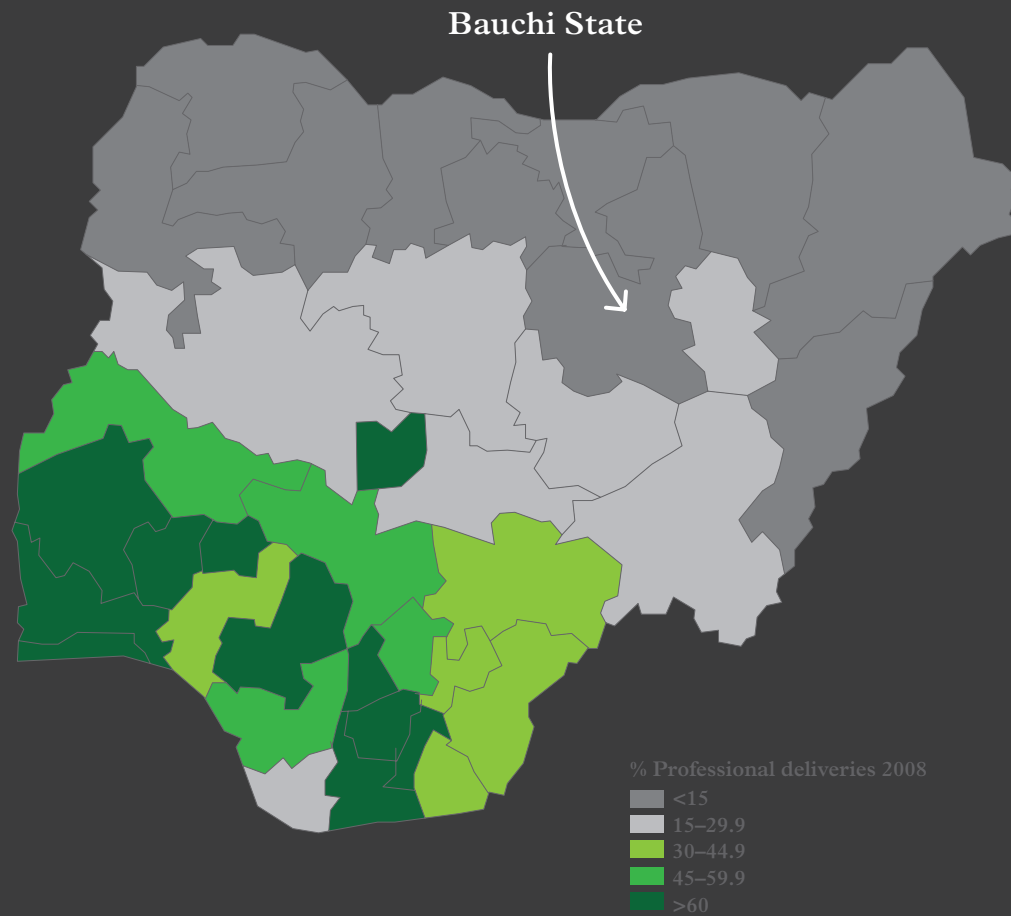 Bauchi State
% Professional deliveries 2008
<15
15–29.9
30–44.9
45–59.9
>60